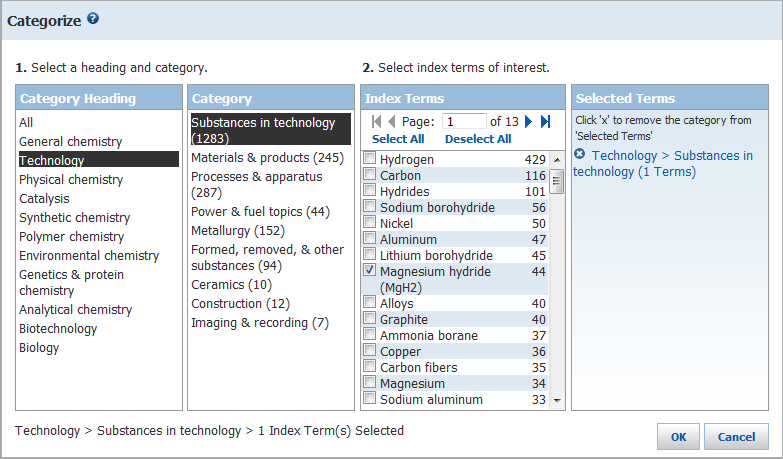 Categorize ?
1. Select a heading and category.
2. Select index terms of interest.
Category Heading
All
General chemistry
Technology
Physical chemistry
Catalysis
Synthetic chemistry
Polymer chemistry
Environmental chemistry
Genetics & protein
chemistry
Analytical chemistry
Biotechnology
Biology
Category
Substances in technology
(1283)
Materials & products (245)
Processes & apparatus
(287)
Power & fuel topics (44)
Metallurgy (152)
Formed, removed, & other
substances (94)
Ceramics (10)
Construction (12)
Imaging & recording (7)
Index Terms
Page: 1 of 13
Select All Deselect All
Hydrogen 429
Carbon 116
Hydrides 101
Sodium borohydride 56
Nickel 50
Aluminum 47
Lithium borohydride 45
Magnesium hydride 44
(MgH2)
Alloys 40
Graphite 40
Ammonia borane 37
Copper 36
Carbon fibers 35
Magnesium 34
Sodium aluminum 33
Selected Terms
Click 'x' to remove the category from
'Selected Terms'
Technology > Substances in
technology (1 Terms)
Technology > Substances in technology > 1 Index Term(s) Selected
OK Cancel